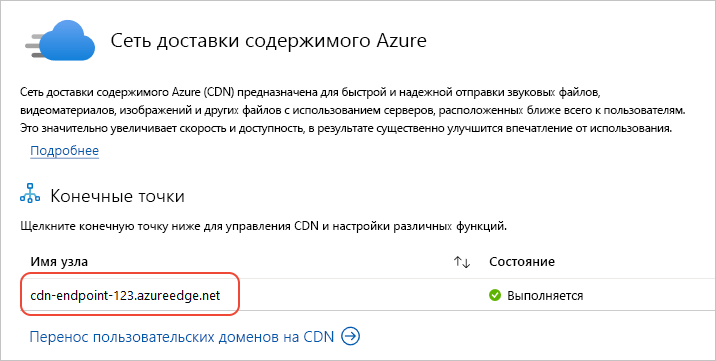 Сеть доставки содержимого Azure
Сеть доставки содержимого Azure (CDN) предназначена для быстрой и надежной отправки звуковых файлов,
видеоматериалов, изображений и других файлов с использованием серверов, расположенных ближе всего к пользователям.
Это значительно увеличивает скорость и доступность, в результате существенно улучшится впечатление от использования.
Подробнее
Конечные точки
Щелкните конечную точку ниже для управления CDN и настройки различных функций.
Имя узла ↑↓ Состояние
cdn-endpoint-123.azureedge.net Выполняется
Перенос пользовательских доменов на CDN